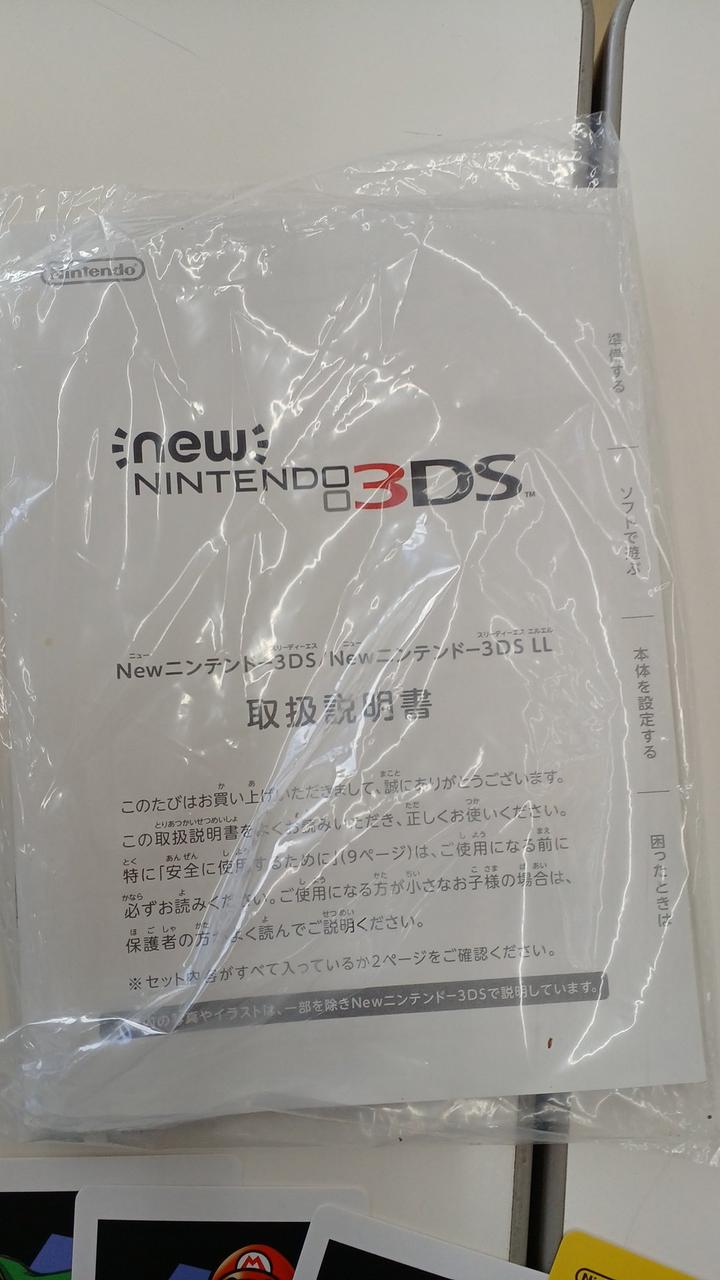 Nintendo
new
NINTENDO 3DS™
Newニンテンドー3DS/Newニンテンドー3DS LL
取扱説明書
このたびはお買い上げいただきまして、誠にありがとうございます。
この取扱説明書をよくお読みいただき、正しくお使いください。
特に「安全に使用するために」(9ページ)は、ご使用になる前に
必ずお読みください。ご使用になる方が小さなお子様の場合は、
保護者の方がよく読んでご説明ください。
※セット内容がすべて入っているか2ページをご確認ください。
写真やイラストは、一部を除きNewニンテンドー3DSで説明しています。
準備する
ソフトで遊ぶ
本体を設定する
困ったときは